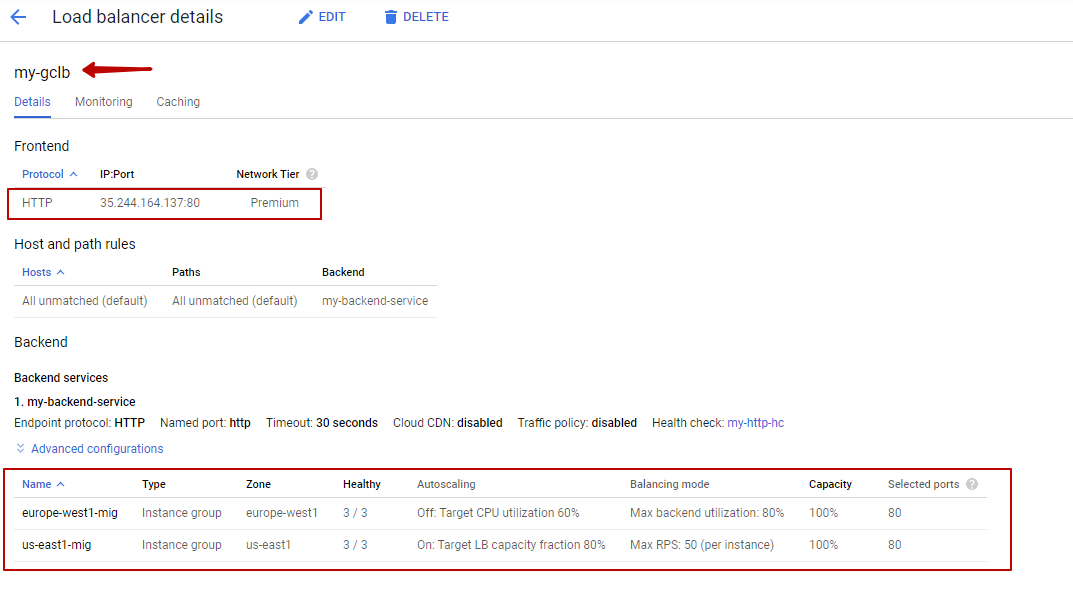 Load balancer details EDIT DELETE
my-gclb
Details Monitoring Caching
Frontend
Protocol IP:Port Network Tier ?
HTTP 35.244.164.137:80 Premium
Host and path rules
Hosts Paths Backend
All unmatched (default) All unmatched (default) my-backend-service
Backend
Backend services
1. my-backend-service
Endpoint protocol: HTTP Named port: http Timeout: 30 seconds Cloud CDN: disabled Traffic policy: disabled Health check: my-http-hc
Advanced configurations
Name Type Zone Healthy Autoscaling Balancing mode Capacity Selected ports ?
europe-west1-mig Instance group europe-west1 3 / 3 Off: Target CPU utilization 60% Max backend utilization: 80% 100% 80
us-east1-mig Instance group us-east1 3 / 3 On: Target LB capacity fraction 80% Max RPS: 50 (per instance) 100% 80